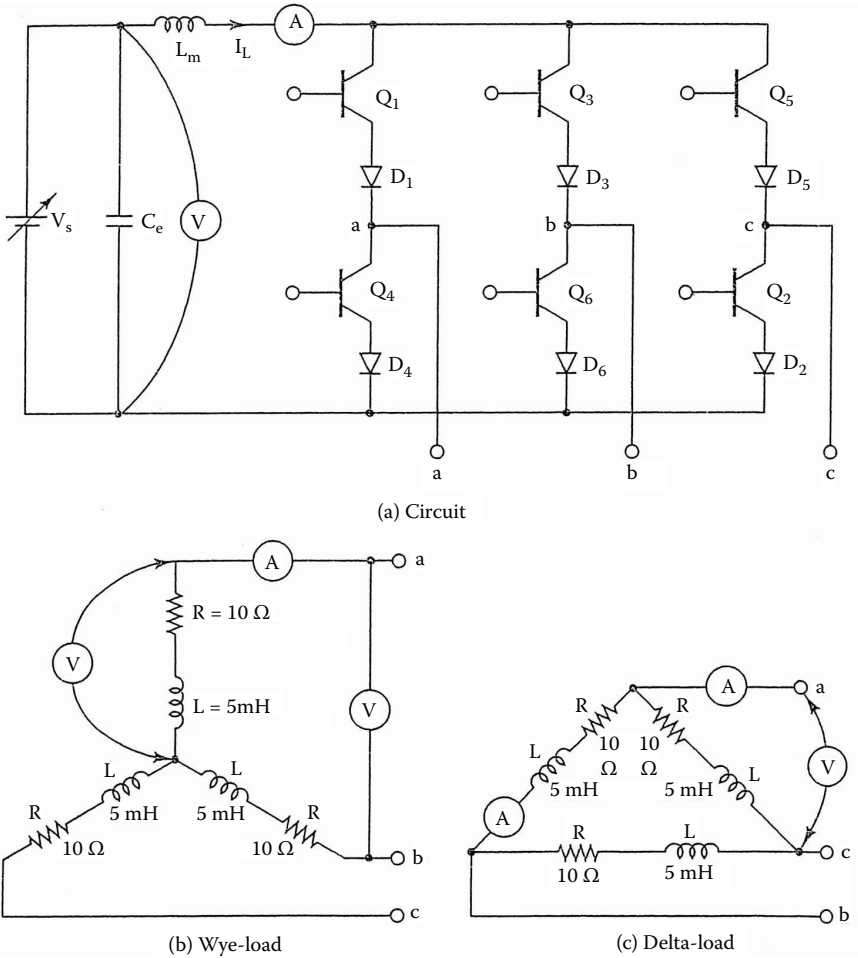 A
L_m
I_L
Q_1
Q_3
Q_5
D_1
D_3
D_5
V_s
C_e
V
a
b
c
Q_4
Q_6
Q_2
D_4
D_6
D_2
a
b
c
(a) Circuit
A
a
R = 10 Ω
V
L = 5mH
V
L
L
5 mH
5 mH
R
R
10 Ω
10 Ω
b
c
(b) Wye-load
A
a
R
R
10
Ω
10
Ω
L
L
V
5 mH
5 mH
A
R
L
c
10 Ω
5 mH
b
(c) Delta-load